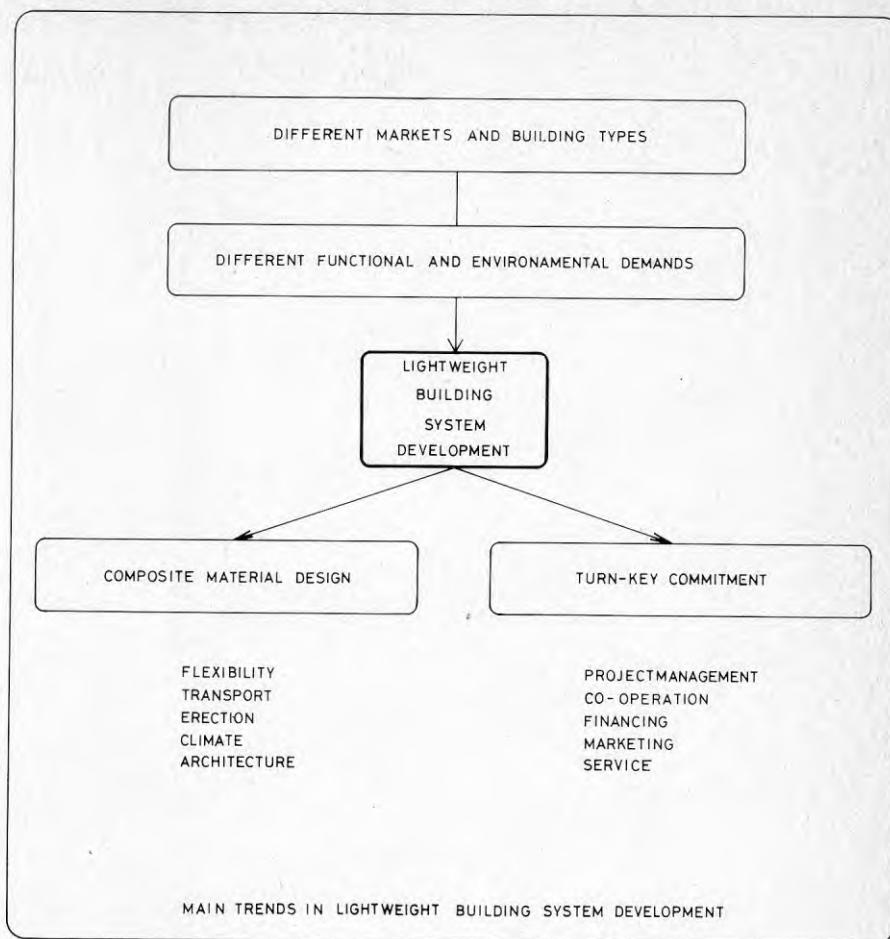 DIFFERENT MARKETS AND BUILDING TYPES
DIFFERENT FUNCTIONAL AND ENVIRONAMENTAL DEMANDS
LIGHTWEIGHT
BUILDING
SYSTEM
DEVELOPMENT
COMPOSITE MATERIAL DESIGN
TURN-KEY COMMITMENT
FLEXIBILITY
TRANSPORT
ERECTION
CLIMATE
ARCHITECTURE
PROJECTMANAGEMENT
CO-OPERATION
FINANCING
MARKETING
SERVICE
MAIN TRENDS IN LIGHTWEIGHT BUILDING SYSTEM DEVELOPMENT